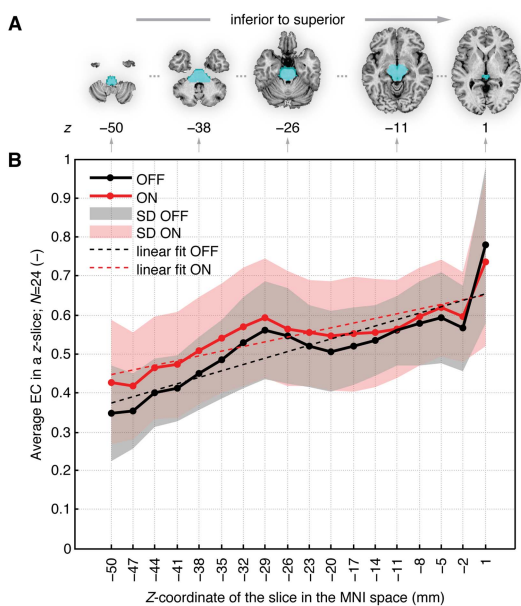 inferior to superior
A
z −50 −38 −26 −11 1
B
Average EC in a z-slice; N=24 (–)
1
0.9
0.8
0.7
0.6
0.5
0.4
0.3
0.2
0.1
0
OFF
ON
SD OFF
SD ON
linear fit OFF
linear fit ON
−50 −47 −44 −41 −38 −35 −32 −29 −26 −23 −20 −17 −14 −11 −8 −5 −2 1
Z-coordinate of the slice in the MNI space (mm)